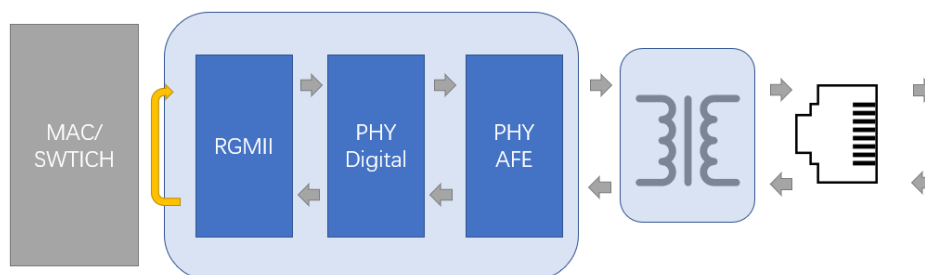 MAC/
SWTICH
RGMII
PHY
Digital
PHY
AFE